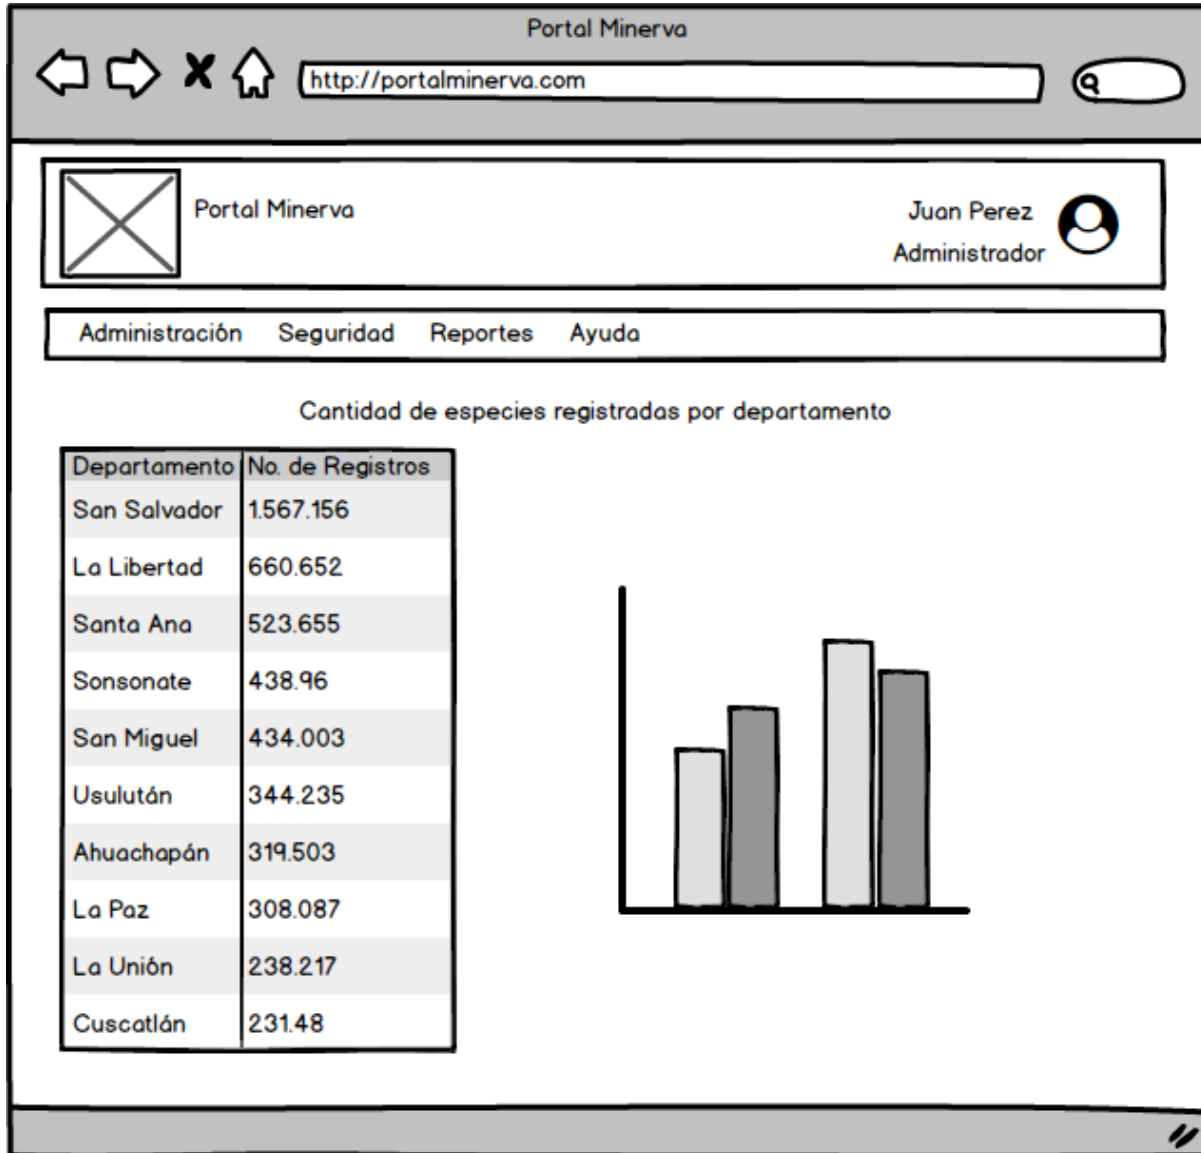 Portal Minerva
http://portalminerva.com
Portal Minerva
Juan Perez
Administrador
Administración Seguridad Reportes Ayuda
Cantidad de especies registradas por departamento
Departamento No. de Registros
San Salvador 1.567.156
La Libertad 660.652
Santa Ana 523.655
Sonsonate 438.96
San Miguel 434.003
Usulután 344.235
Ahuachapán 319.503
La Paz 308.087
La Unión 238.217
Cuscatlán 231.48